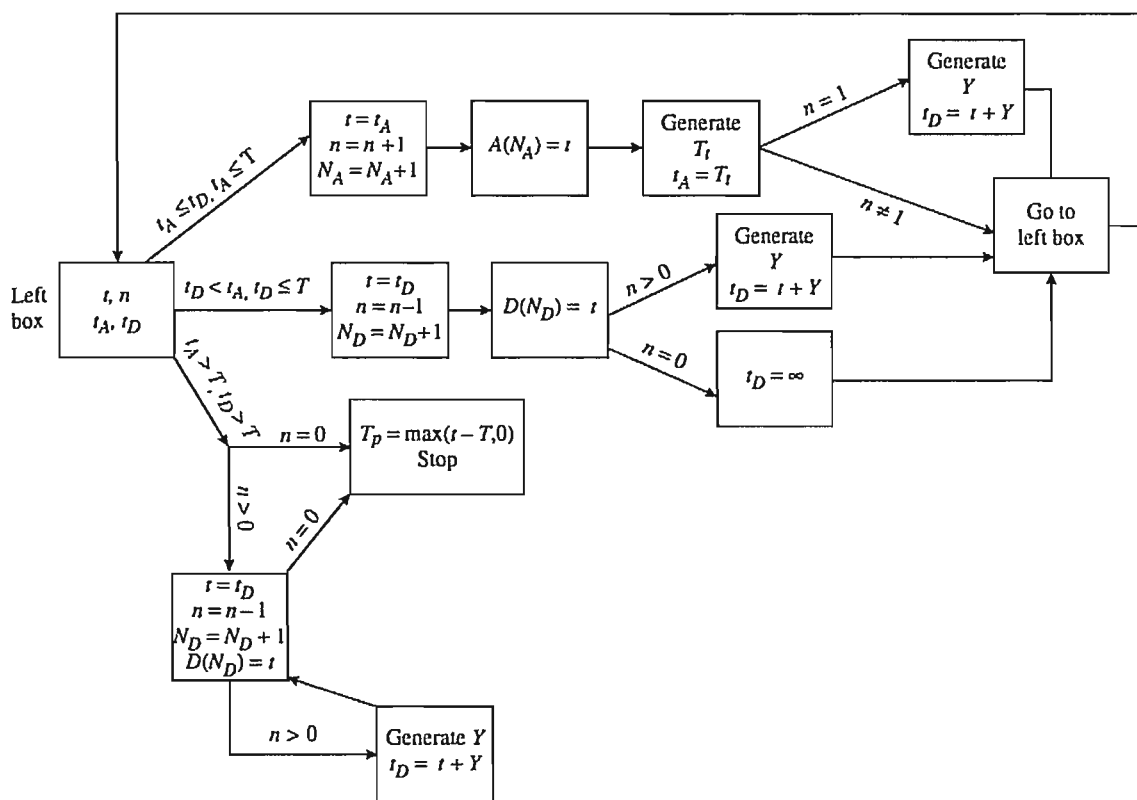 Generate
Y
t_D = t + Y
n = 1
t = t_A
n = n + 1
N_A = N_A + 1
A(N_A) = t
Generate
T_t
t_A = T_t
n ≠ 1
t_A ≤ t_D, t_A ≤ T
Go to
left box
Left
box
t, n
t_A, t_D
t_D < t_A, t_D ≤ T
t = t_D
n = n−1
N_D = N_D+1
D(N_D) = t
n > 0
Generate
Y
t_D = t + Y
n = 0
t_D = ∞
t_A > T, t_D > T
n = 0
T_p = max(t − T,0)
Stop
n > 0
n = 0
t = t_D
n = n − 1
N_D = N_D + 1
D(N_D) = t
n > 0
Generate Y
t_D = t + Y